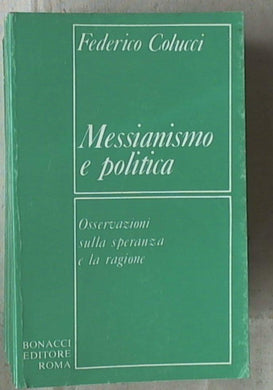 Federico Colucci
Messianismo
e politica
Osservazioni
sulla speranza
e la ragione
BONACCI
EDITORE
ROMA